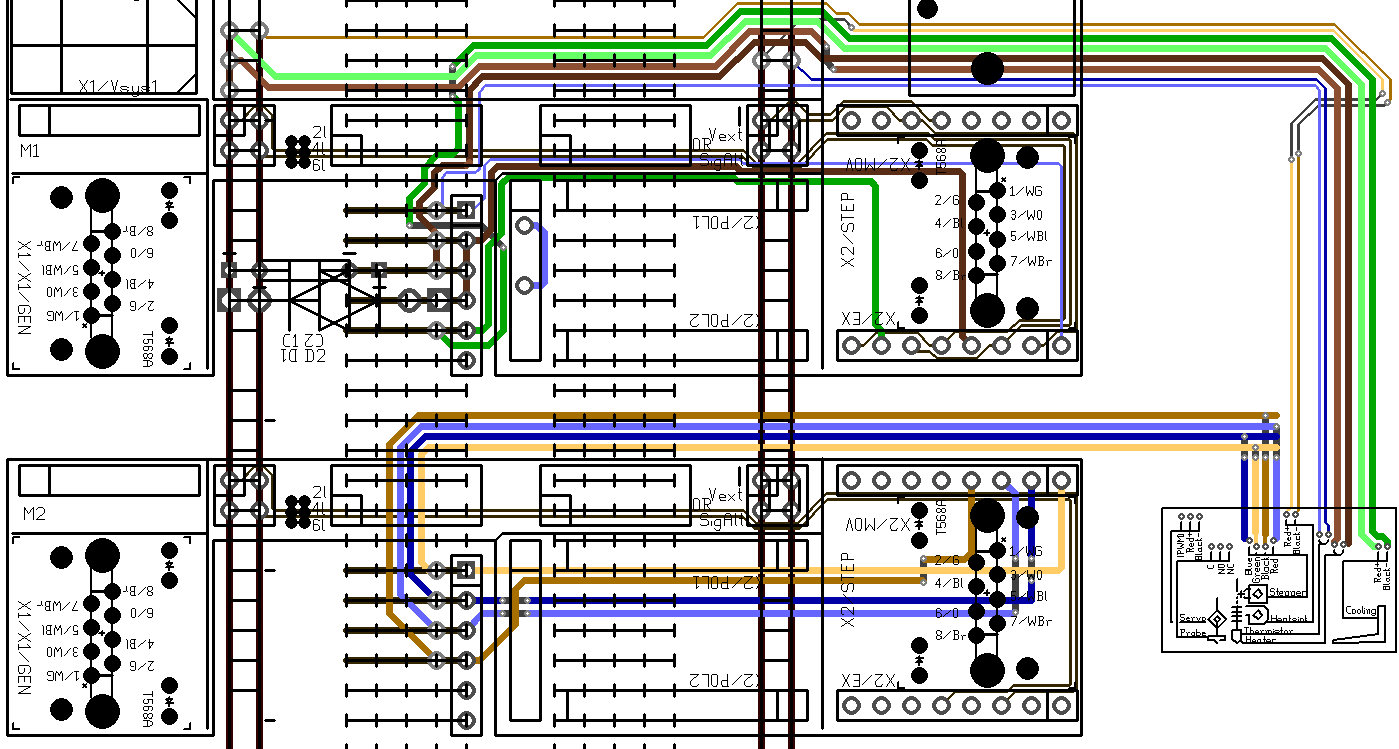 X1/Vsys1
M1
2l
4l
6l
Vext
OR
SigAlt
X2/MOV
T568A
1/WG
2/G
3/WO
4/Bl
5/WBl
6/O
7/WBr
8/Br
X2/STEP
X2/EX
X2/POL1
X2/POL2
X1/X1/GEN
8/Br
7/WBr
6/O
5/WBl
4/Bl
3/WO
2/G
1/WG
T568A
C1 C2
D1 D2
M2
2l
4l
6l
Vext
OR
SigAlt
X2/MOV
T568A
1/WG
2/G
3/WO
4/Bl
5/WBl
6/O
7/WBr
8/Br
X2/STEP
X2/EX
X2/POL1
X2/POL2
X1/X1/GEN
8/Br
7/WBr
6/O
5/WBl
4/Bl
3/WO
2/G
1/WG
T568A
Red+
Black-
C
NO
NC
Blue
Green
Black
Red
Red+
Black-
Red+
Black-
Stepper
Servo
Probe
Heatsink
Thermistor
Heater
Cooling